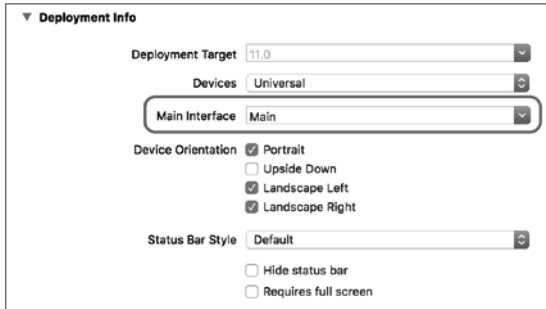 Deployment Info
Deployment Target 11.0
Devices Universal
Main Interface Main
Device Orientation Portrait
Upside Down
Landscape Left
Landscape Right
Status Bar Style Default
Hide status bar
Requires full screen